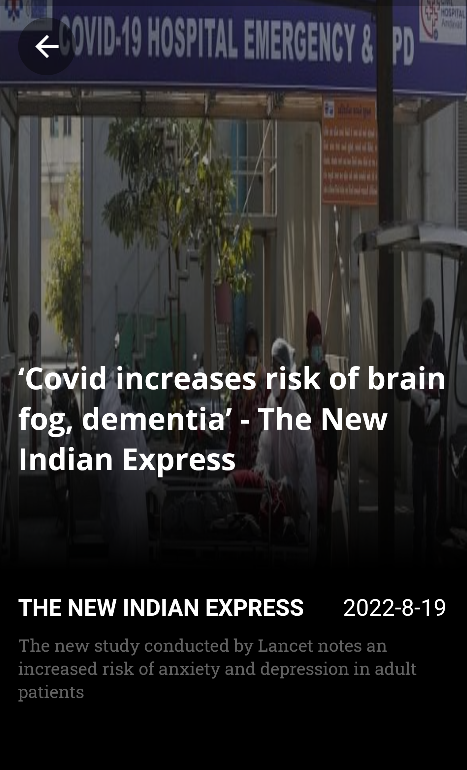 COVID-19 HOSPITAL EMERGENCY & PD
‘Covid increases risk of brain
fog, dementia’ - The New
Indian Express
THE NEW INDIAN EXPRESS 2022-8-19
The new study conducted by Lancet notes an
increased risk of anxiety and depression in adult
patients